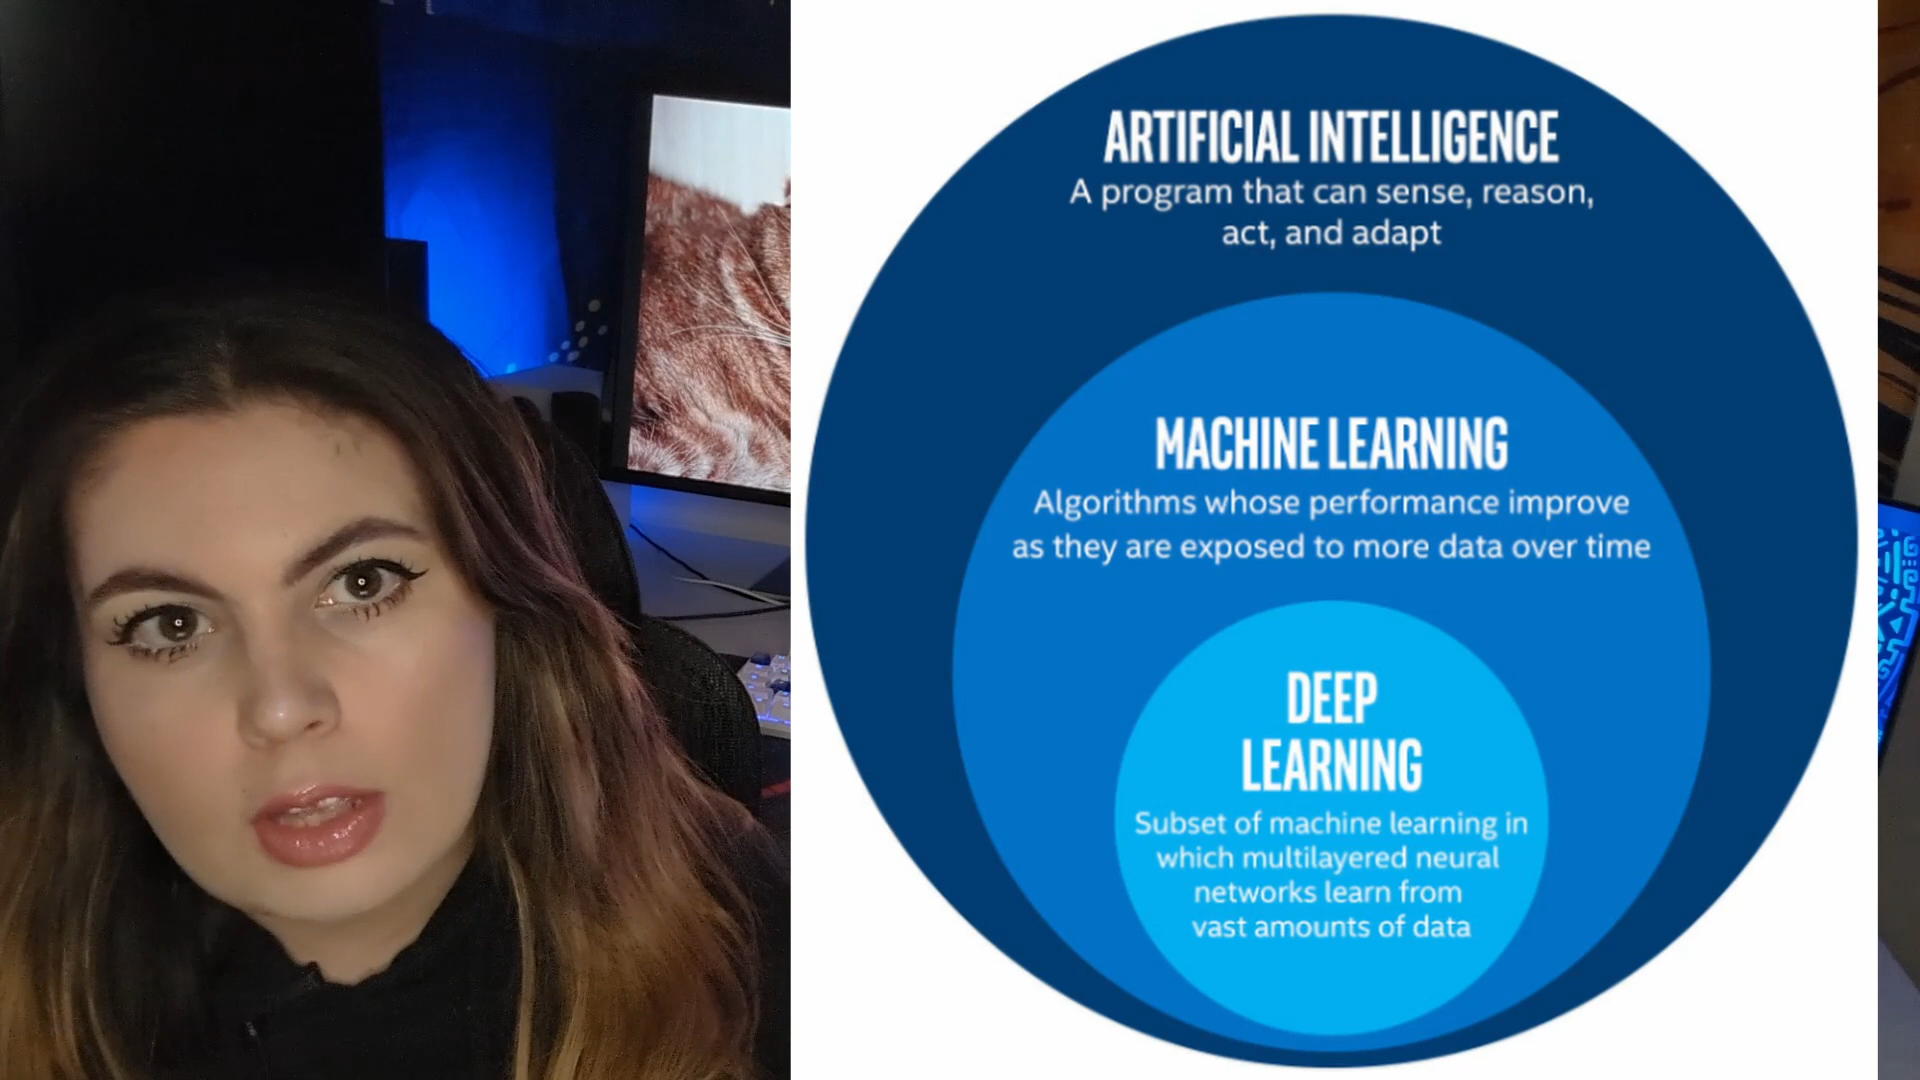 ARTIFICIAL INTELLIGENCE
A program that can sense, reason,
act, and adapt
MACHINE LEARNING
Algorithms whose performance improve
as they are exposed to more data over time
DEEP
LEARNING
Subset of machine learning in
which multilayered neural
networks learn from
vast amounts of data